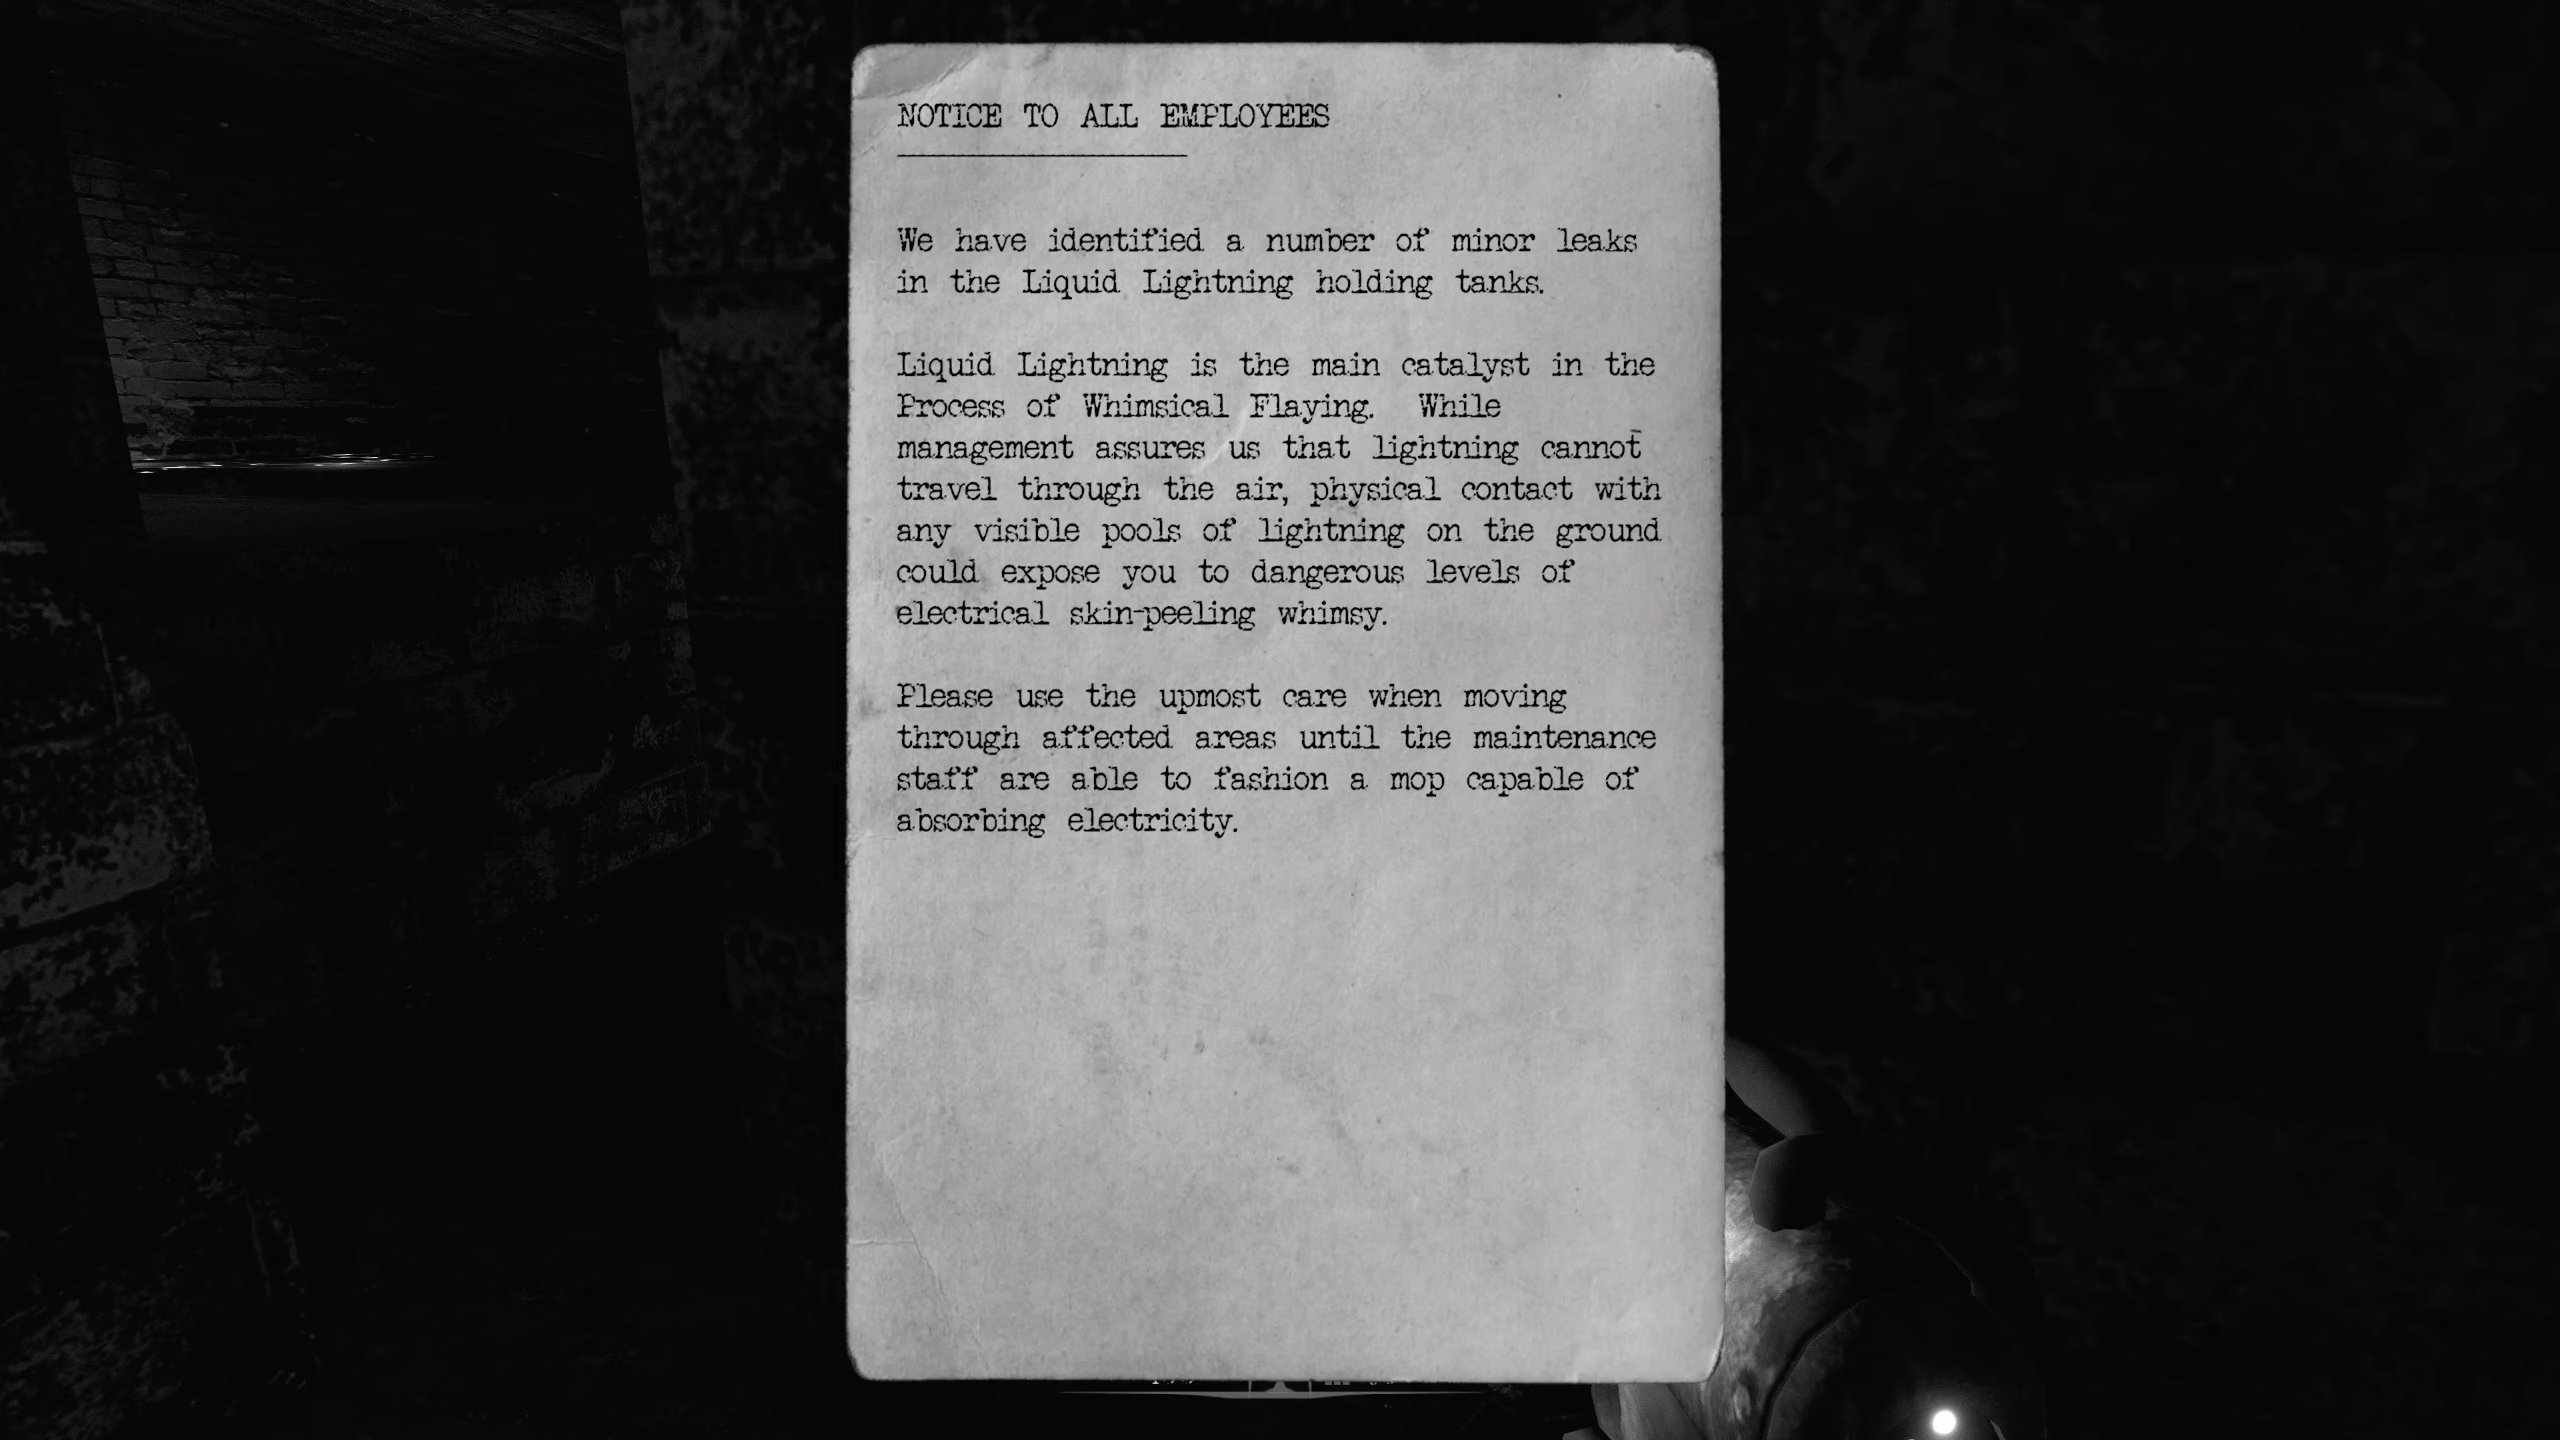 NOTICE TO ALL EMPLOYEES
We have identified a number of minor leaks
in the Liquid Lightning holding tanks.
Liquid Lightning is the main catalyst in the
Process of Whimsical Flaying. While
management assures us that lightning cannot
travel through the air, physical contact with
any visible pools of lightning on the ground
could expose you to dangerous levels of
electrical skin-peeling whimsy.
Please use the upmost care when moving
through affected areas until the maintenance
staff are able to fashion a mop capable of
absorbing electricity.